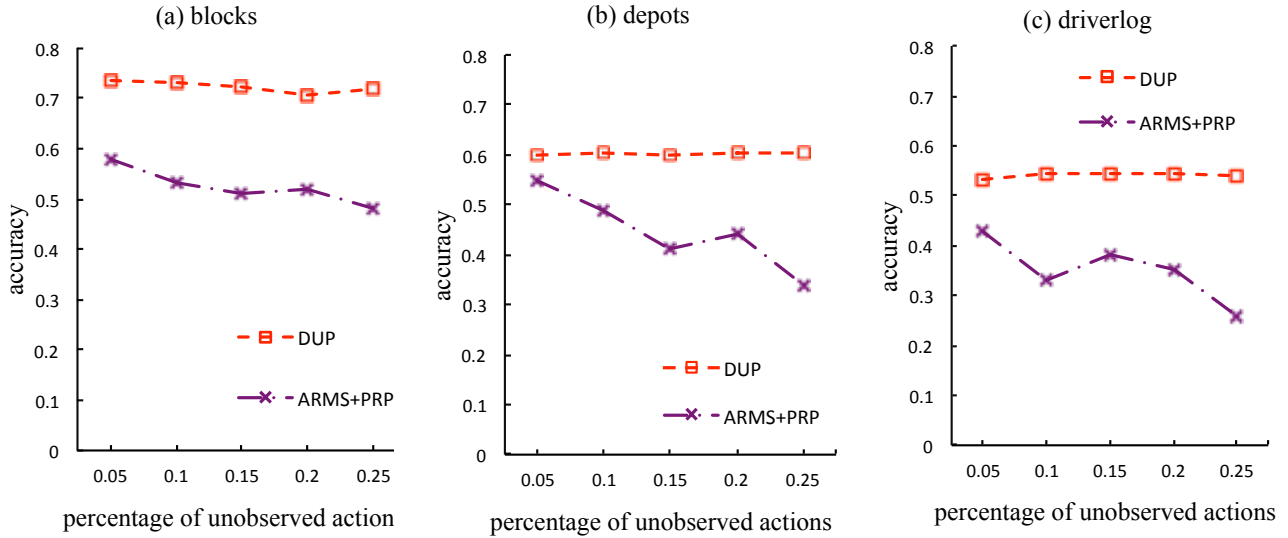 (a) blocks
0.8
0.7
0.6
0.5
0.4
0.3
0.2
0.1
0
accuracy
DUP
ARMS+PRP
0.05 0.1 0.15 0.2 0.25
percentage of unobserved action
(b) depots
0.8
0.7
0.6
0.5
0.4
0.3
0.2
0.1
0
accuracy
DUP
ARMS+PRP
0.05 0.1 0.15 0.2 0.25
percentage of unobserved actions
(c) driverlog
0.8
0.7
0.6
0.5
0.4
0.3
0.2
0.1
0
accuracy
DUP
ARMS+PRP
0.05 0.1 0.15 0.2 0.25
percentage of unobserved actions